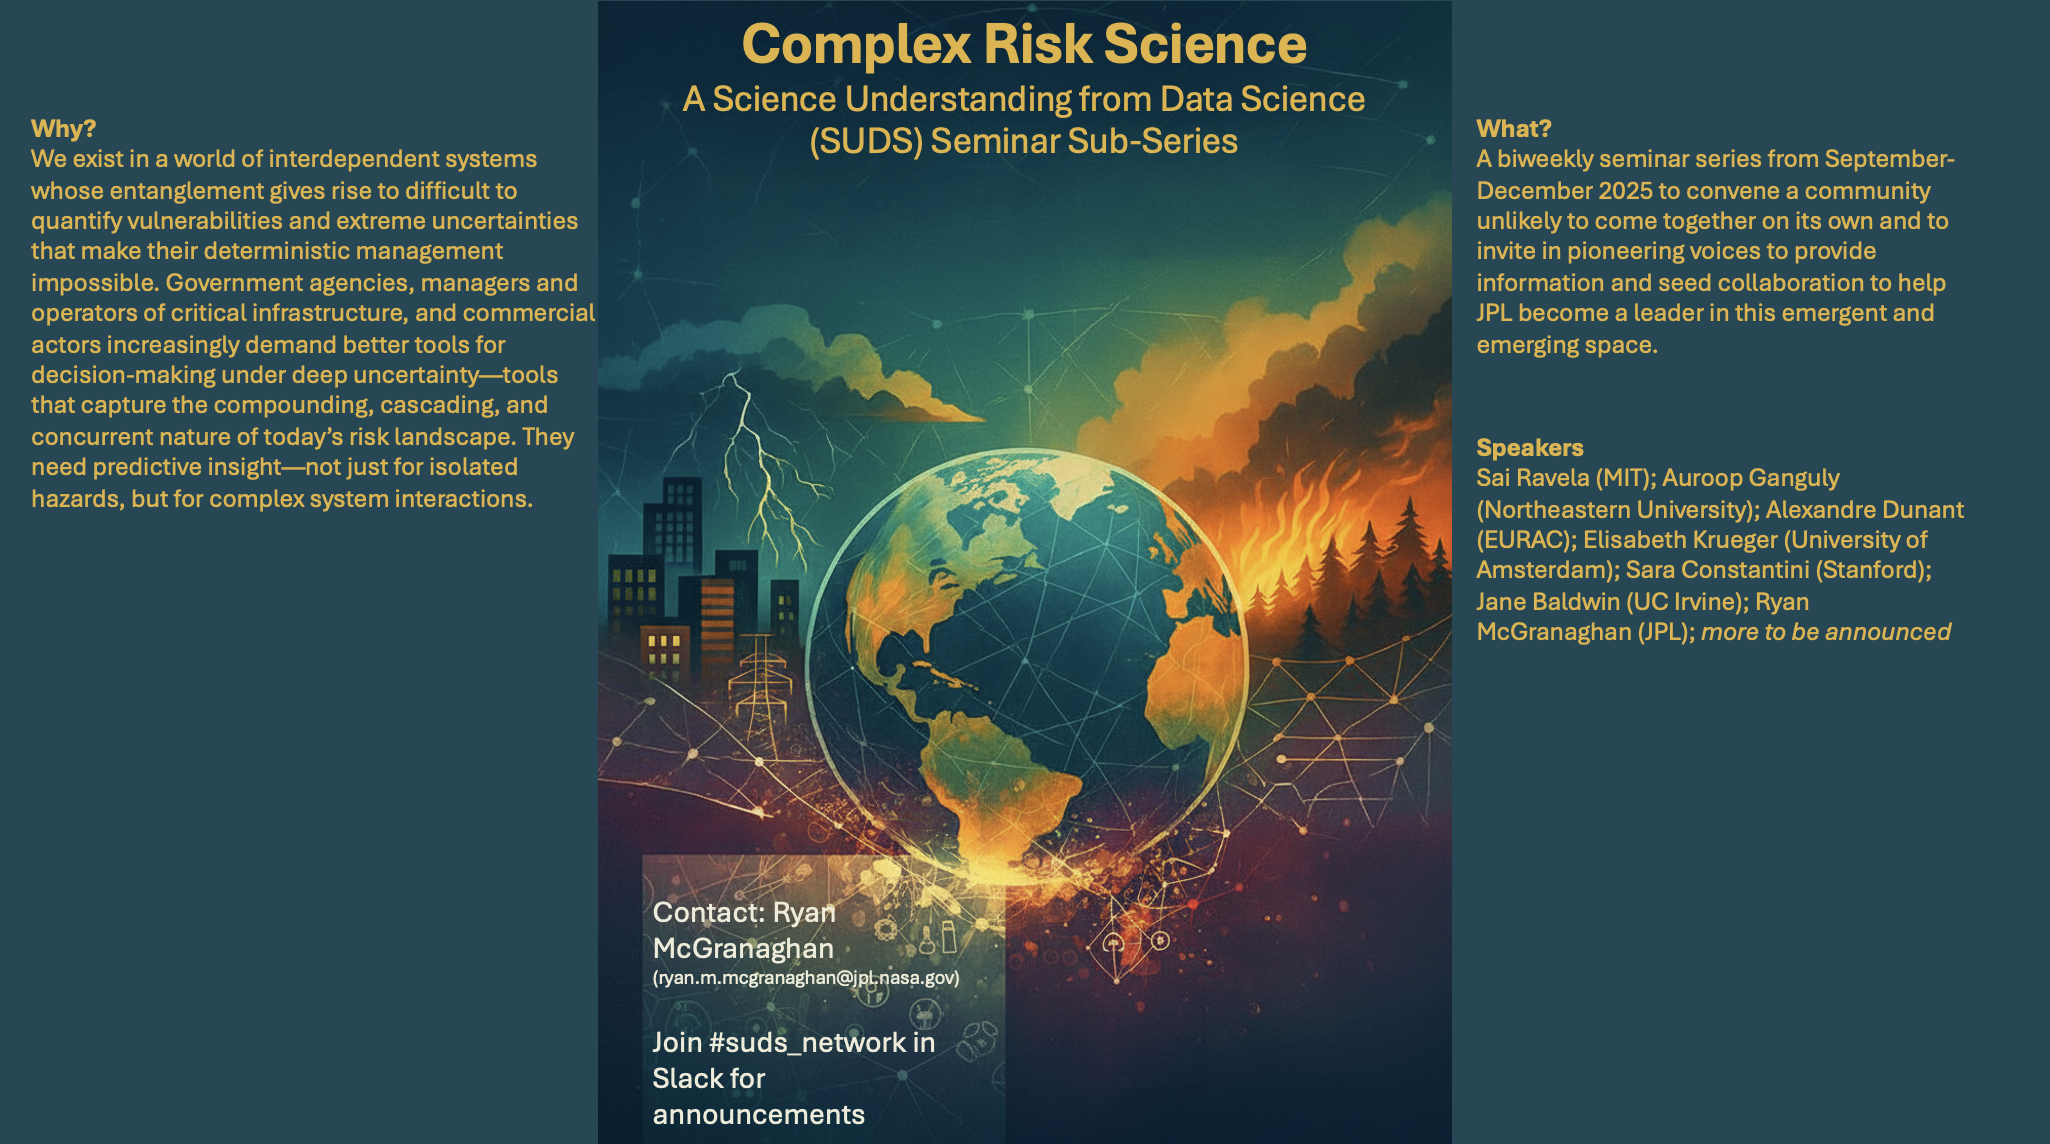 Complex Risk Science
A Science Understanding from Data Science
(SUDS) Seminar Sub-Series
Why?
We exist in a world of interdependent systems
whose entanglement gives rise to difficult to
quantify vulnerabilities and extreme uncertainties
that make their deterministic management
impossible. Government agencies, managers and
operators of critical infrastructure, and commercial
actors increasingly demand better tools for
decision-making under deep uncertainty—tools
that capture the compounding, cascading, and
concurrent nature of today’s risk landscape. They
need predictive insight—not just for isolated
hazards, but for complex system interactions.
What?
A biweekly seminar series from September-
December 2025 to convene a community
unlikely to come together on its own and to
invite in pioneering voices to provide
information and seed collaboration to help
JPL become a leader in this emergent and
emerging space.
Speakers
Sai Ravela (MIT); Auroop Ganguly
(Northeastern University); Alexandre Dunant
(EURAC); Elisabeth Krueger (University of
Amsterdam); Sara Constantini (Stanford);
Jane Baldwin (UC Irvine); Ryan
McGranaghan (JPL); more to be announced
Contact: Ryan
McGranaghan
(ryan.m.mcgranaghan@jpl.nasa.gov)
Join #suds_network in
Slack for
announcements